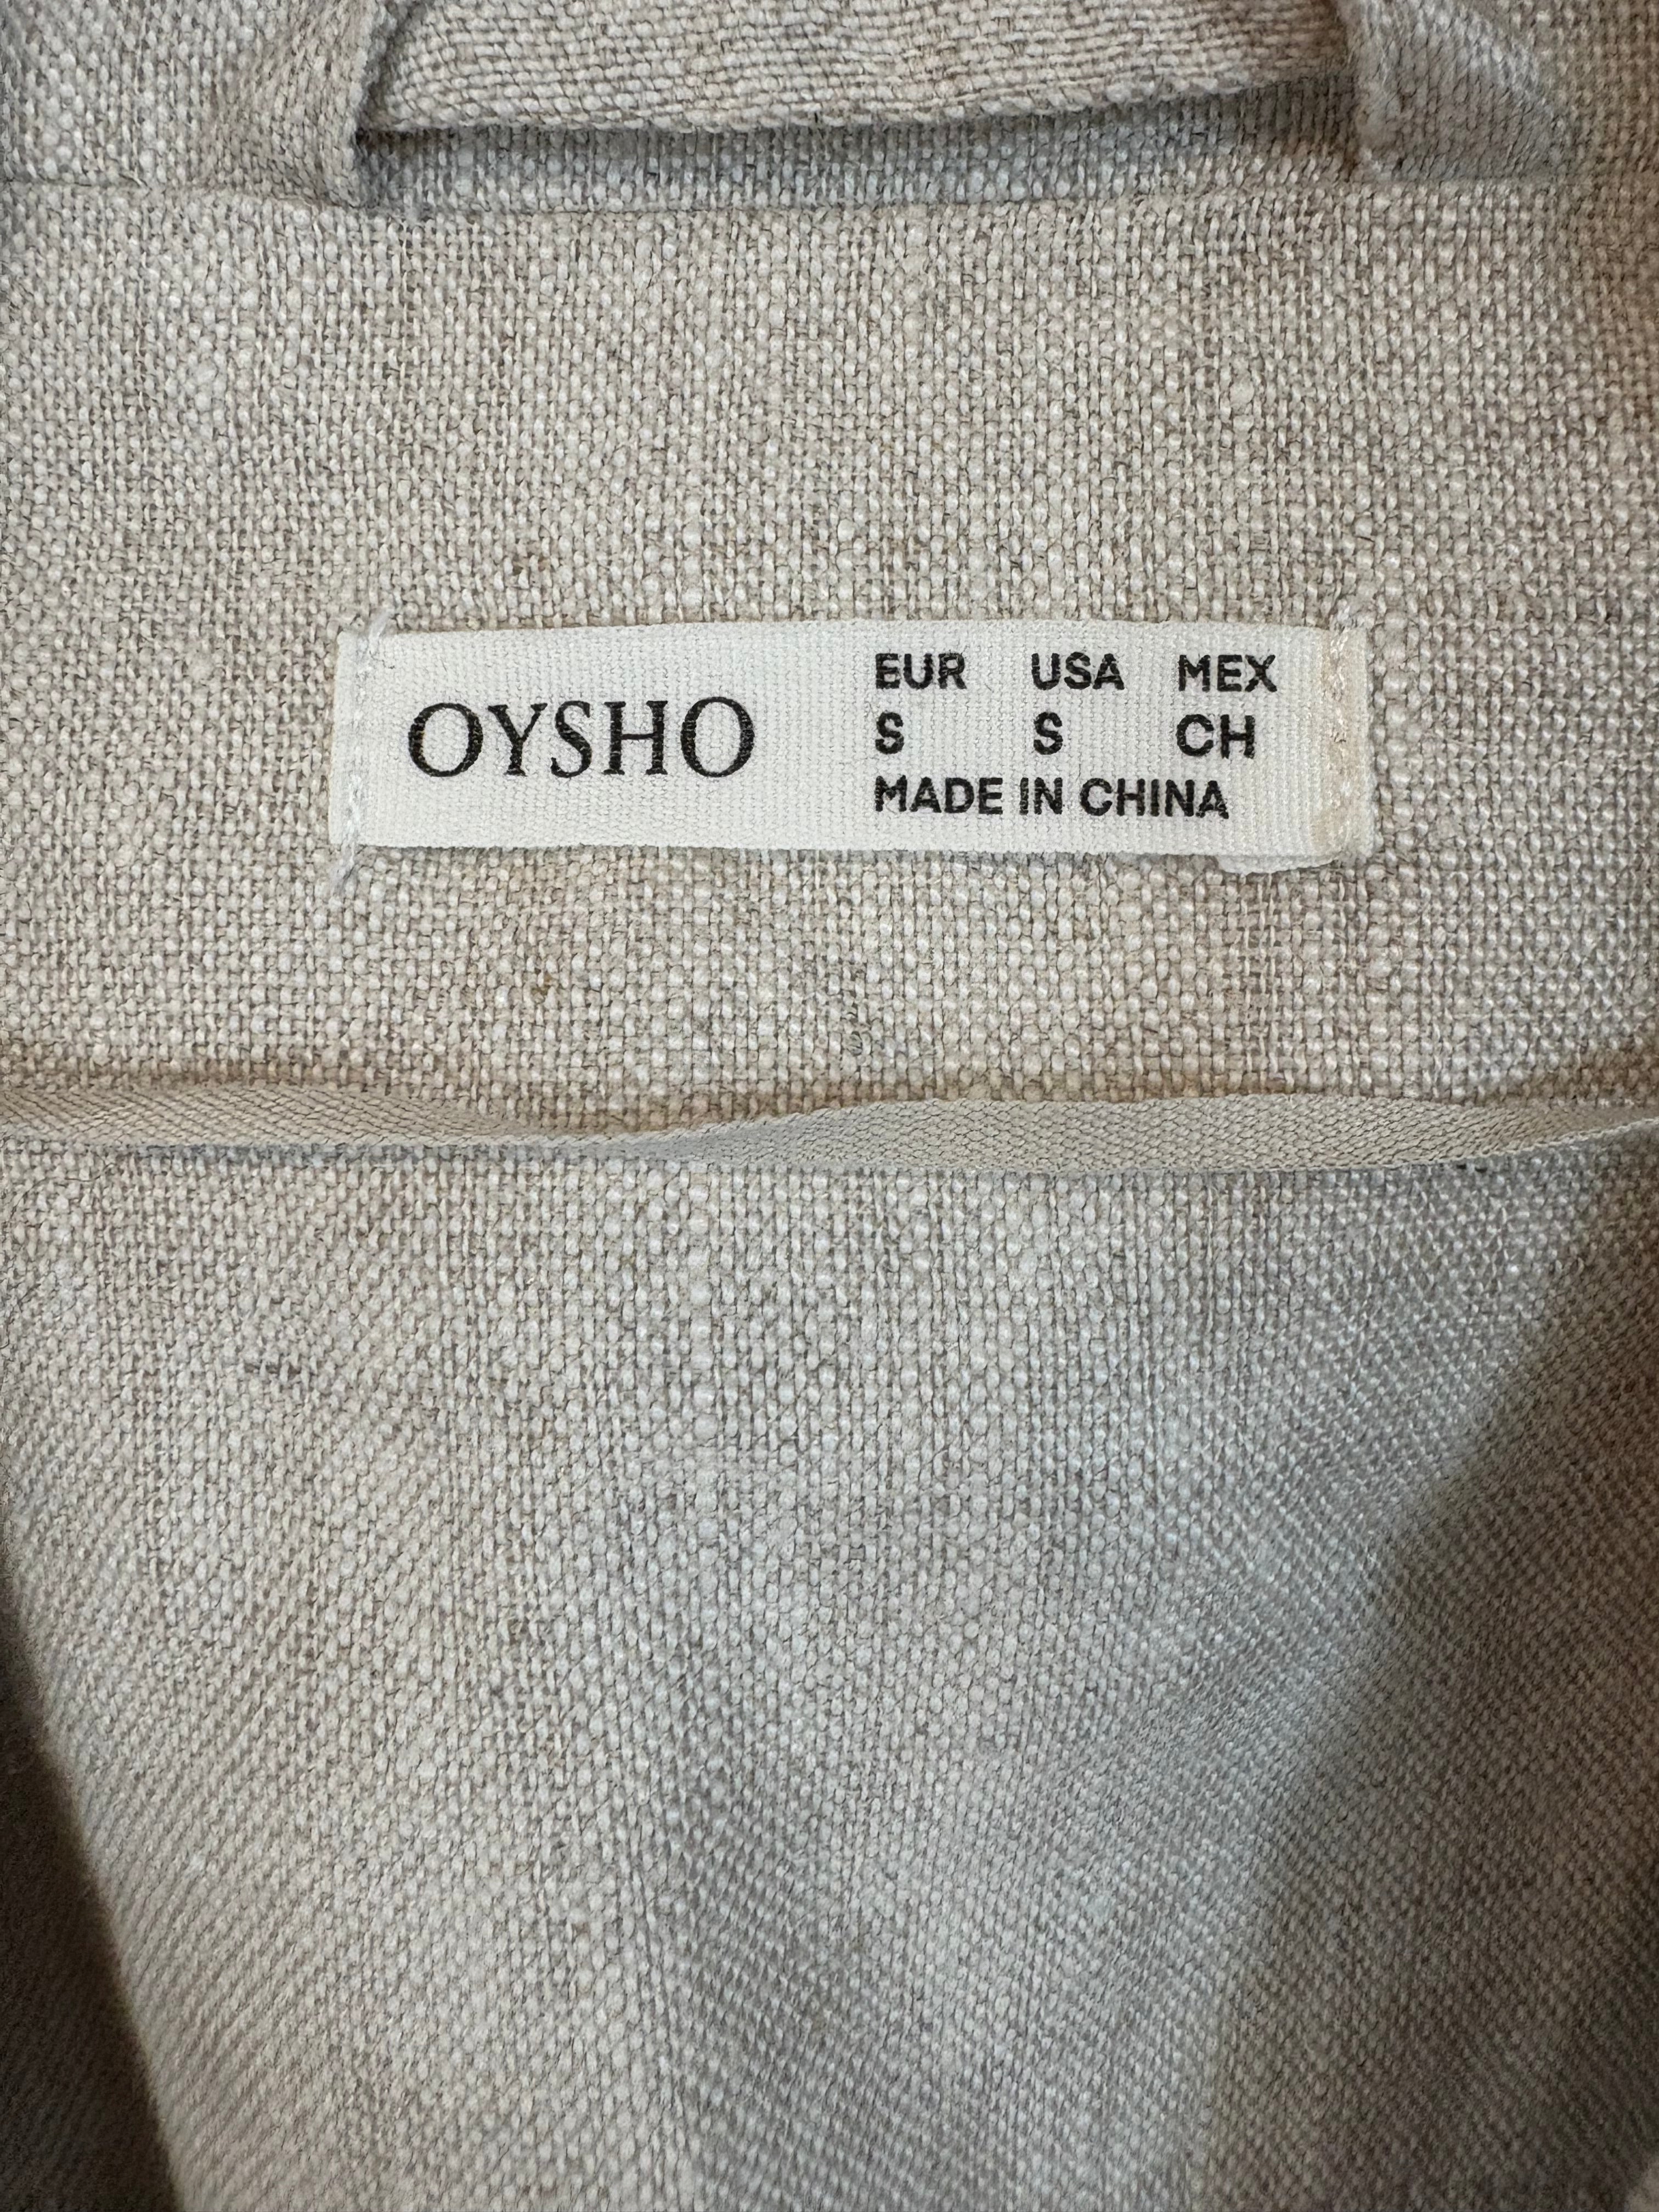 OYSHO
EUR USA MEX
S S CH
MADE IN CHINA